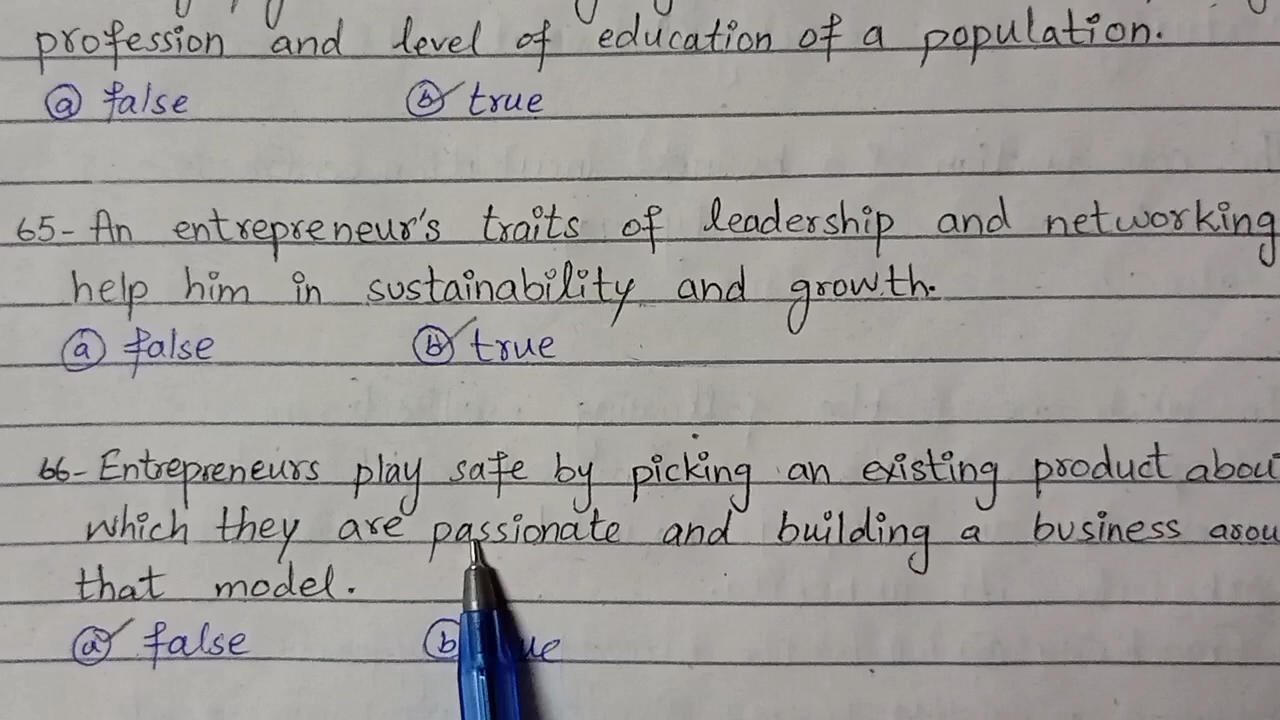 profession and level of education of a population.
ⓐ false ⓑ✓ true
65- An entrepreneur's traits of leadership and networking
help him in sustainability and growth.
ⓐ false ⓑ✓ true
66- Entrepreneurs play safe by picking an existing product abou
which they are passionate and building a business arou
that model.
ⓐ✓ false ⓑ ue